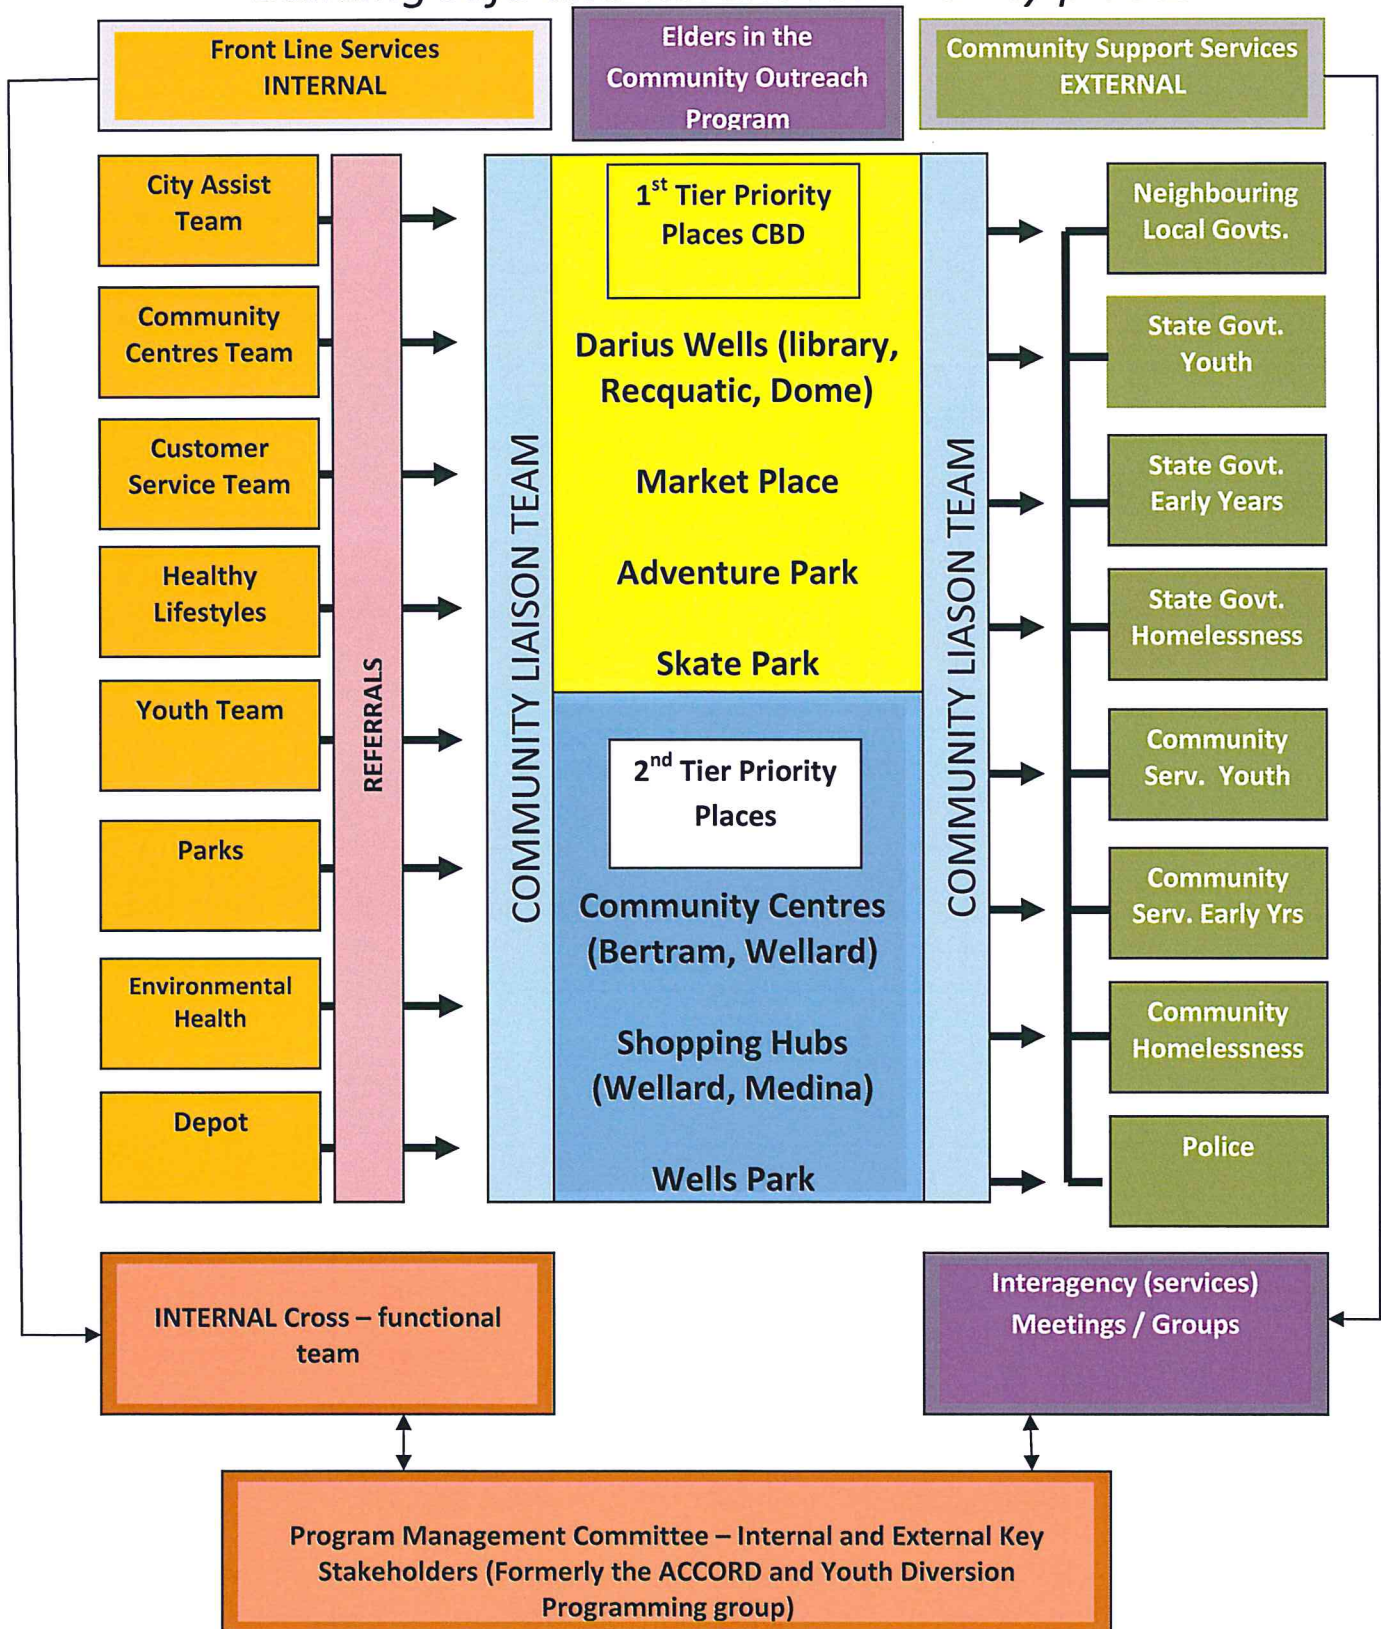 Front Line Services
INTERNAL
Elders in the
Community Outreach
Program
Community Support Services
EXTERNAL
City Assist
Team
Community
Centres Team
Customer
Service Team
Healthy
Lifestyles
Youth Team
Parks
Environmental
Health
Depot
REFERRALS
COMMUNITY LIAISON TEAM
1st Tier Priority
Places CBD
Darius Wells (library,
Recquatic, Dome)
Market Place
Adventure Park
Skate Park
2nd Tier Priority
Places
Community Centres
(Bertram, Wellard)
Shopping Hubs
(Wellard, Medina)
Wells Park
COMMUNITY LIASON TEAM
Neighbouring
Local Govts.
State Govt.
Youth
State Govt.
Early Years
State Govt.
Homelessness
Community
Serv. Youth
Community
Serv. Early Yrs
Community
Homelessness
Police
INTERNAL Cross – functional
team
Interagency (services)
Meetings / Groups
Program Management Committee – Internal and External Key
Stakeholders (Formerly the ACCORD and Youth Diversion
Programming group)